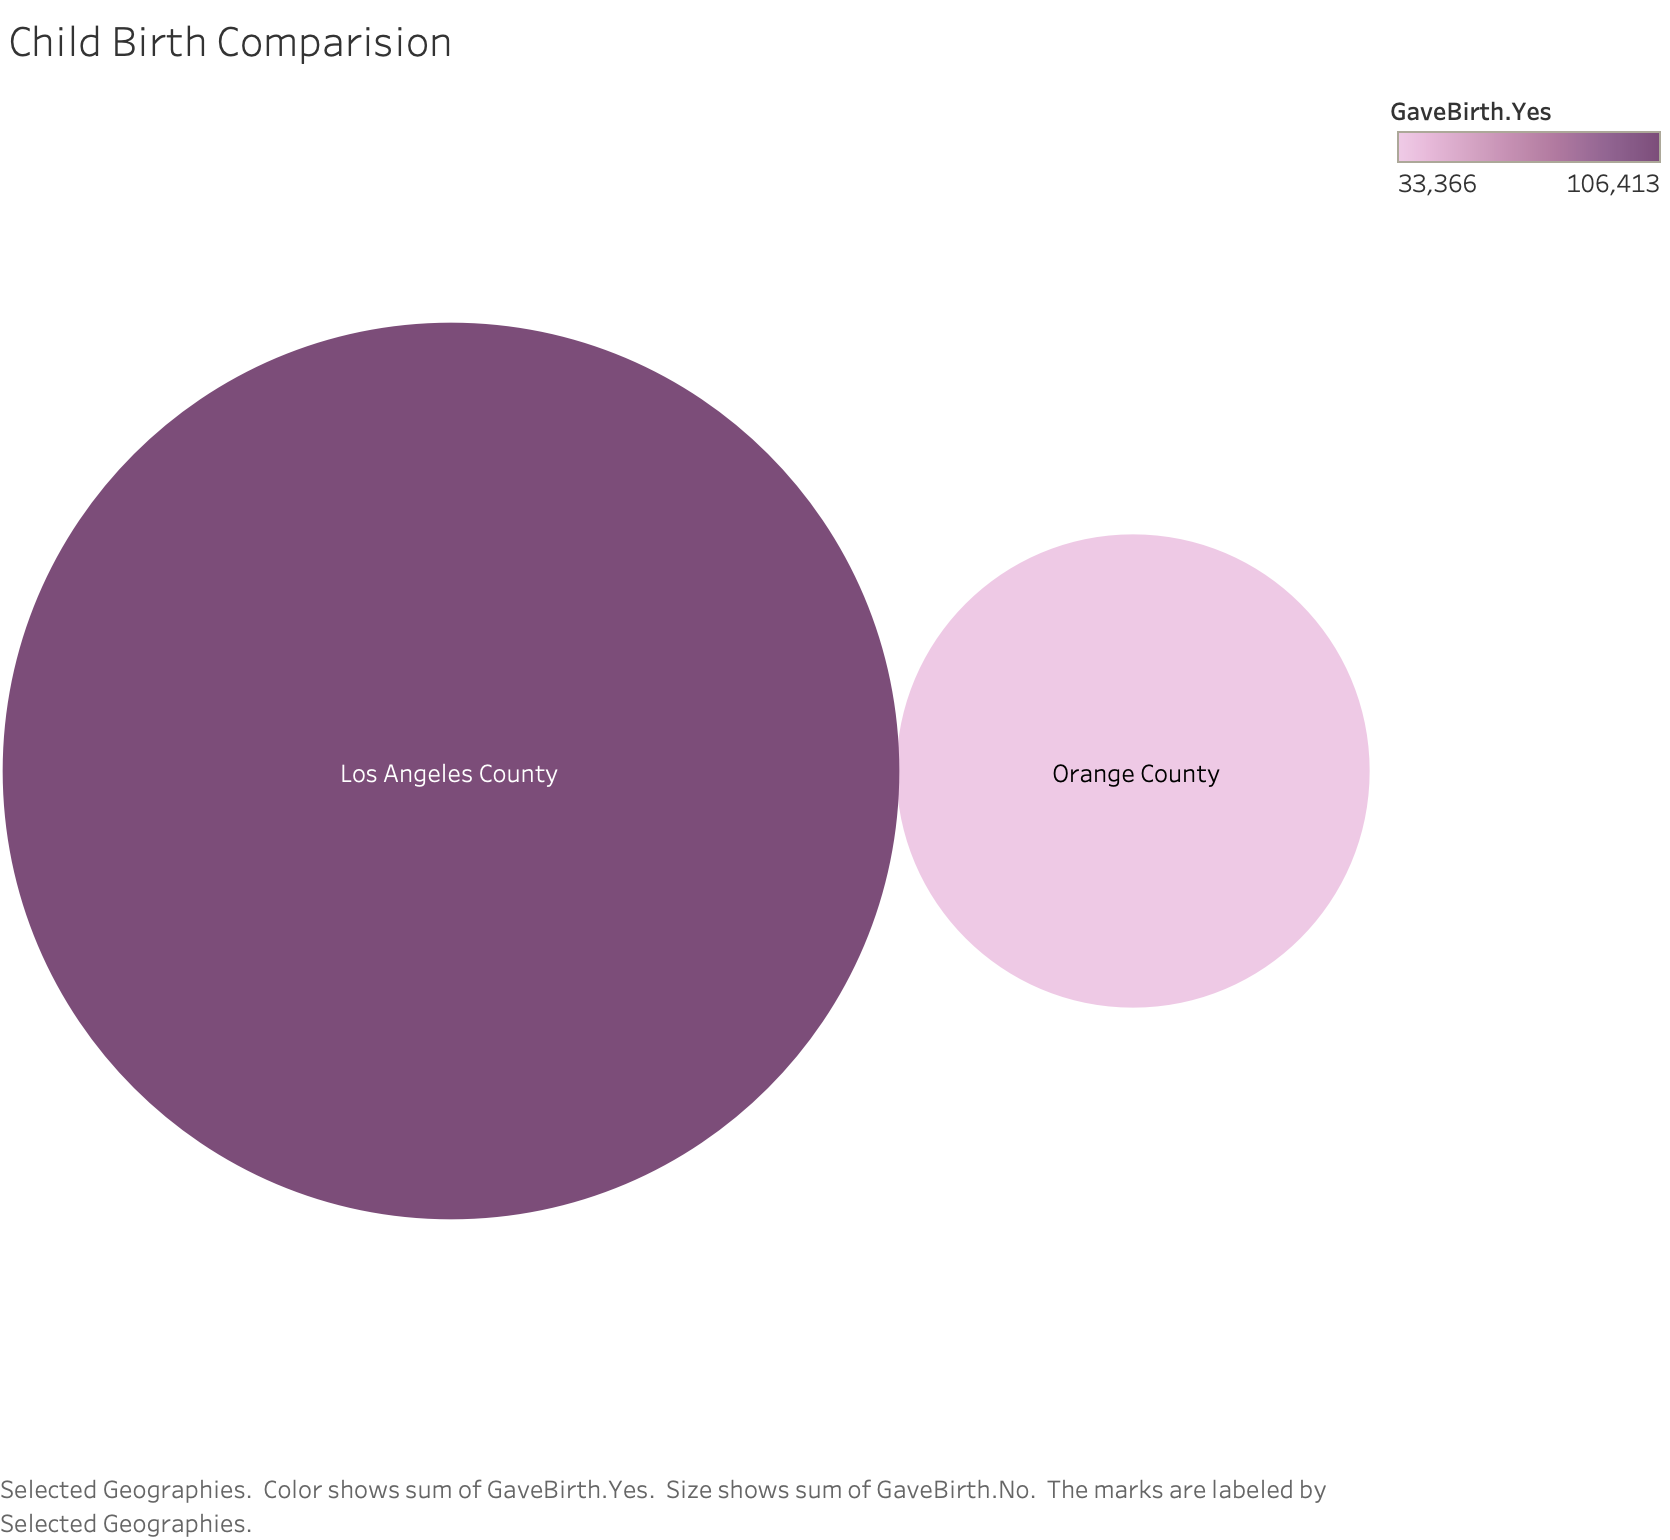 Child Birth Comparision
GaveBirth.Yes
33,366 106,413
Los Angeles County
Orange County
Selected Geographies.  Color shows sum of GaveBirth.Yes.  Size shows sum of GaveBirth.No.  The marks are labeled by
Selected Geographies.